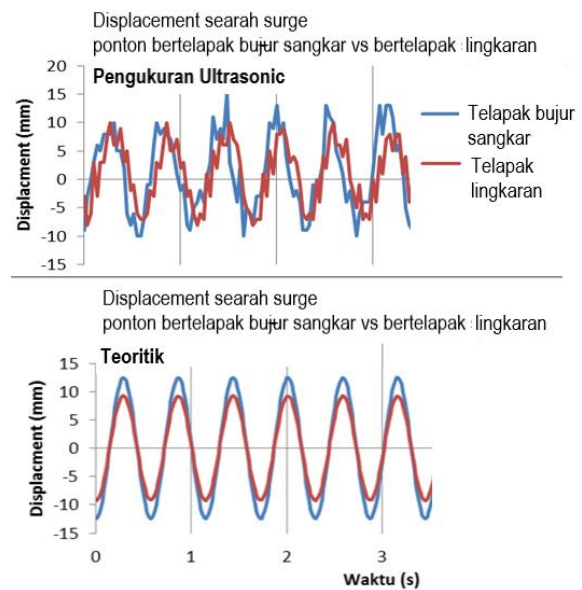 Displacement searah surge
ponton bertelapak bujur sangkar vs bertelapak lingkaran
Pengukuran Ultrasonic
Displacment (mm)
20
15
10
5
0
-5
-10
-15
Telapak bujur
sangkar
Telapak
lingkaran
Displacement searah surge
ponton bertelapak bujur sangkar vs bertelapak lingkaran
Teoritik
Displacment (mm)
15
10
5
0
-5
-10
-15
0 1 2 3
Waktu (s)